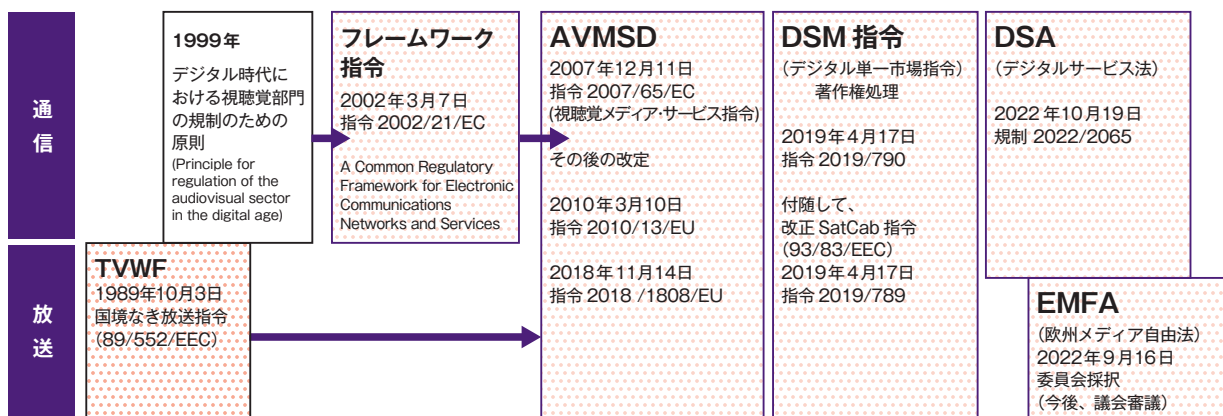 通信
1999年
デジタル時代に
おける視聴覚部門
の規制のための
原則
(Principle for
regulation of the
audiovisual sector
in the digital age)
フレームワーク
指令
2002年3月7日
指令 2002/21/EC
A Common Regulatory
Framework for Electronic
Communications
Networks and Services
AVMSD
2007年12月11日
指令 2007/65/EC
(視聴覚メディア・サービス指令)
その後の改定
2010年3月10日
指令 2010/13/EU
2018年11月14日
指令 2018 /1808/EU
DSM 指令
（デジタル単一市場指令）
著作権処理
2019年4月17日
指令 2019/790
付随して、
改正 SatCab 指令
(93/83/EEC)
2019年4月17日
指令 2019/789
DSA
（デジタルサービス法）
2022年10月19日
規制 2022/2065
放送
TVWF
1989年10月3日
国境なき放送指令
(89/552/EEC)
EMFA
（欧州メディア自由法）
2022年9月16日
委員会採択
（今後、議会審議）